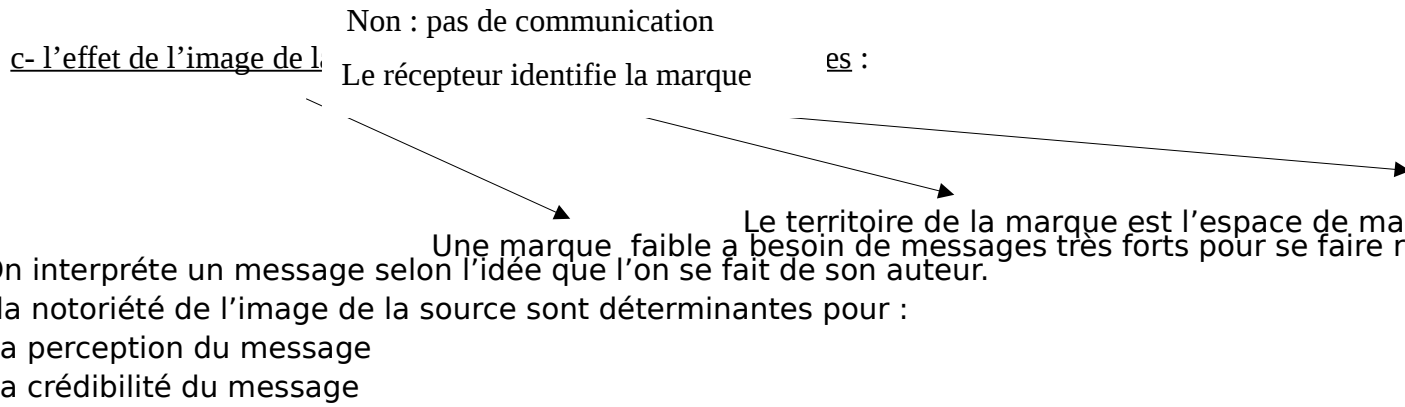 Non : pas de communication
c- l’effet de l’image de es :
Le récepteur identifie la marque
Le territoire de la marque est l’espace de
Une marque faible a besoin de messages très forts pour se faire
On interpréte un message selon l’idée que l’on se fait de son auteur.
la notoriété de l’image de la source sont déterminantes pour :
a perception du message
a crédibilité du message